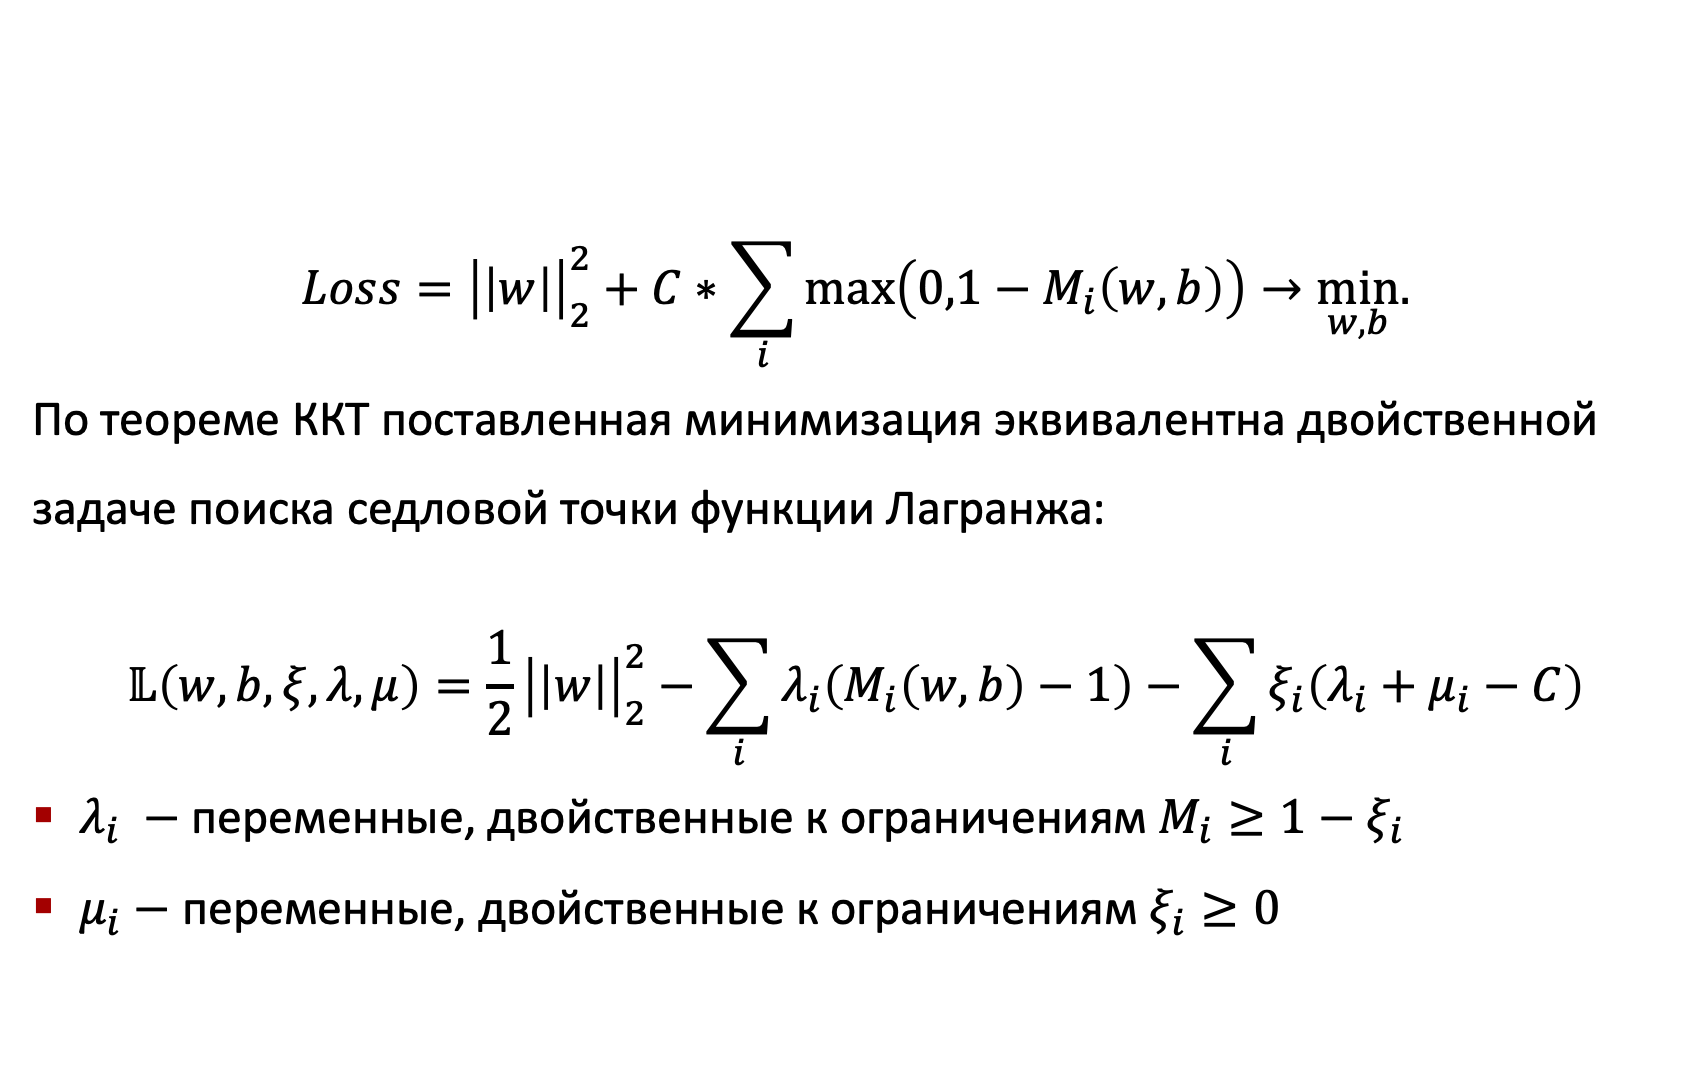 Loss = ||w||₂² + C * ∑ᵢ max(0,1 − Mᵢ(w, b)) → min w,b.
По теореме ККТ поставленная минимизация эквивалентна двойственной
задаче поиска седловой точки функции Лагранжа:
𝕃(w, b, ξ, λ, μ) = 1/2 ||w||₂² − ∑ᵢ λᵢ(Mᵢ(w, b) − 1) − ∑ᵢ ξᵢ(λᵢ + μᵢ − C)
▪ λᵢ − переменные, двойственные к ограничениям Mᵢ ≥ 1 − ξᵢ
▪ μᵢ − переменные, двойственные к ограничениям ξᵢ ≥ 0